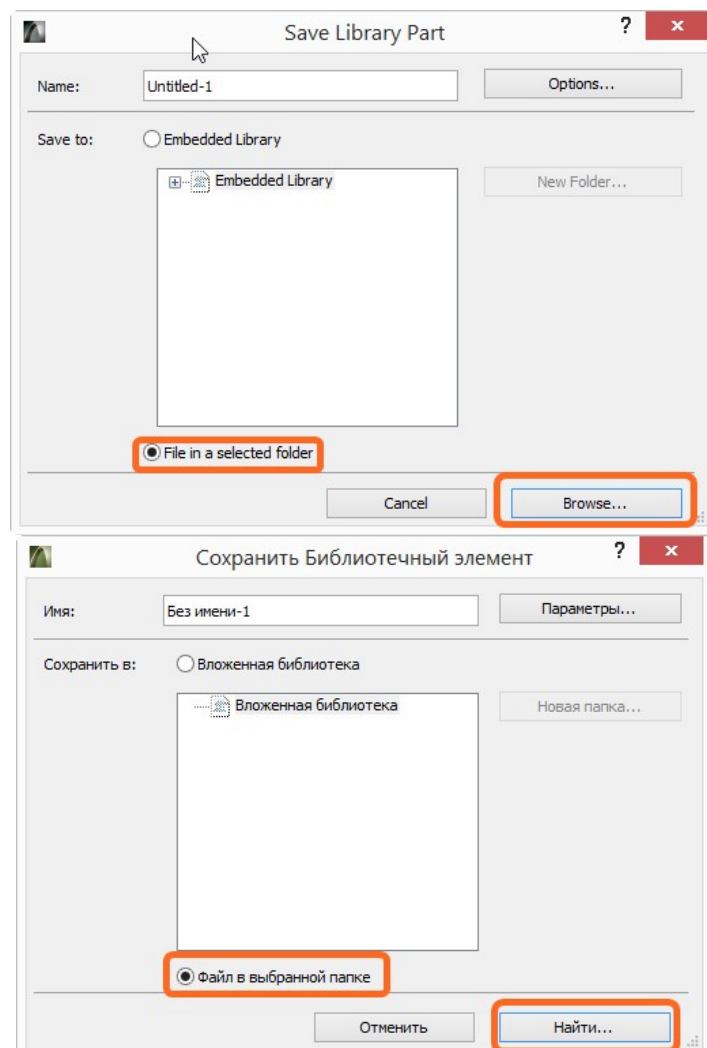 Save Library Part
?
×
Name:
Untitled-1
Options...
Save to:
Embedded Library
Embedded Library
New Folder...
File in a selected folder
Cancel
Browse...
Сохранить Библиотечный элемент
?
×
Имя:
Без имени-1
Параметры...
Сохранить в:
Вложенная библиотека
Вложенная библиотека
Новая папка...
Файл в выбранной папке
Отменить
Найти...